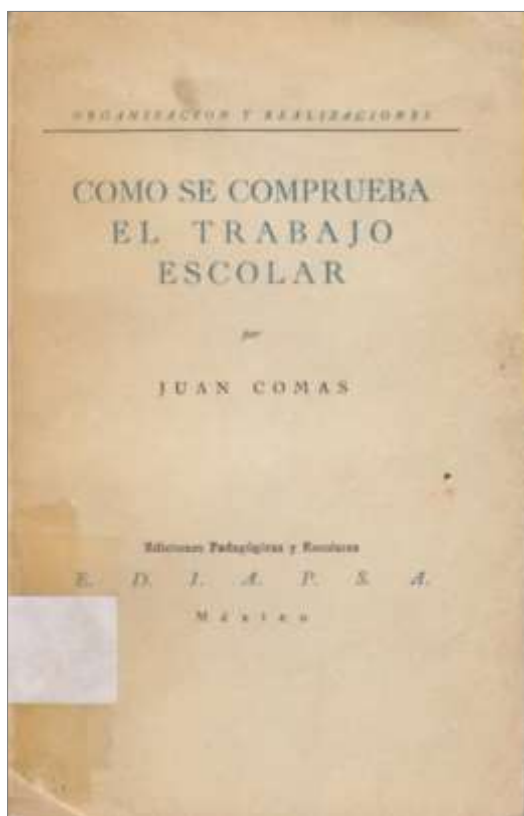 ORGANIZACION Y REALIZACIONES
COMO SE COMPRUEBA
EL TRABAJO
ESCOLAR
por
JUAN COMAS
Ediciones Pedagógicas y Escolares
E. D. I. A. P. S. A.
México